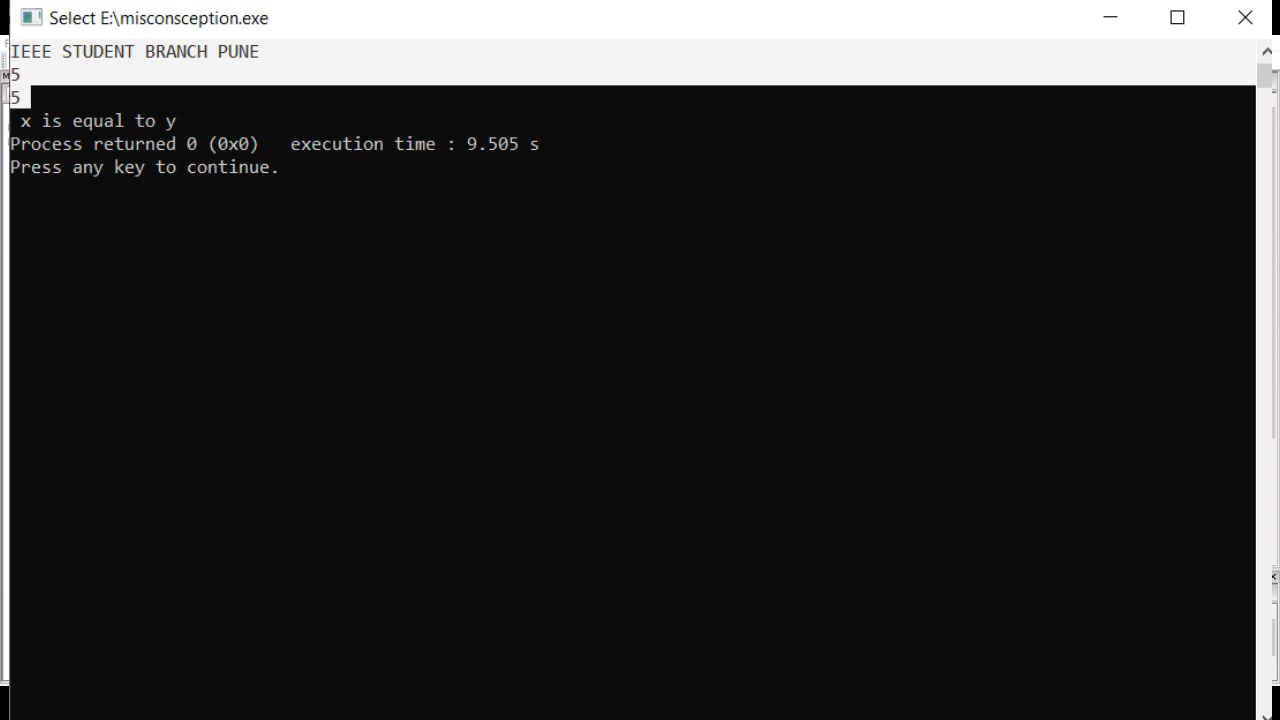 Select E:\misconsception.exe
IEEE STUDENT BRANCH PUNE
5
5
x is equal to y
Process returned 0 (0x0)   execution time : 9.505 s
Press any key to continue.